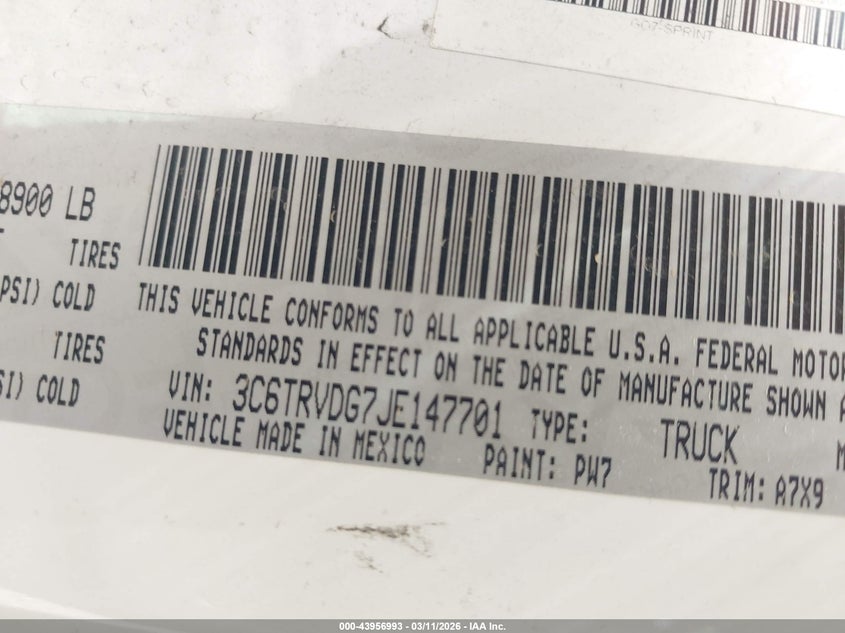 GO7-SPRINT
8900 LB
TIRES
PSI) COLD
TIRES
SI) COLD
THIS VEHICLE CONFORMS TO ALL APPLICABLE U.S.A. FEDERAL MOTOR
STANDARDS IN EFFECT ON THE DATE OF MANUFACTURE SHOWN A
VIN: 3C6TRVDG7JE147701 TYPE: TRUCK
VEHICLE MADE IN MEXICO PAINT: PW7 TRIM: A7X9
000-43956993 - 03/11/2026 - IAA Inc.